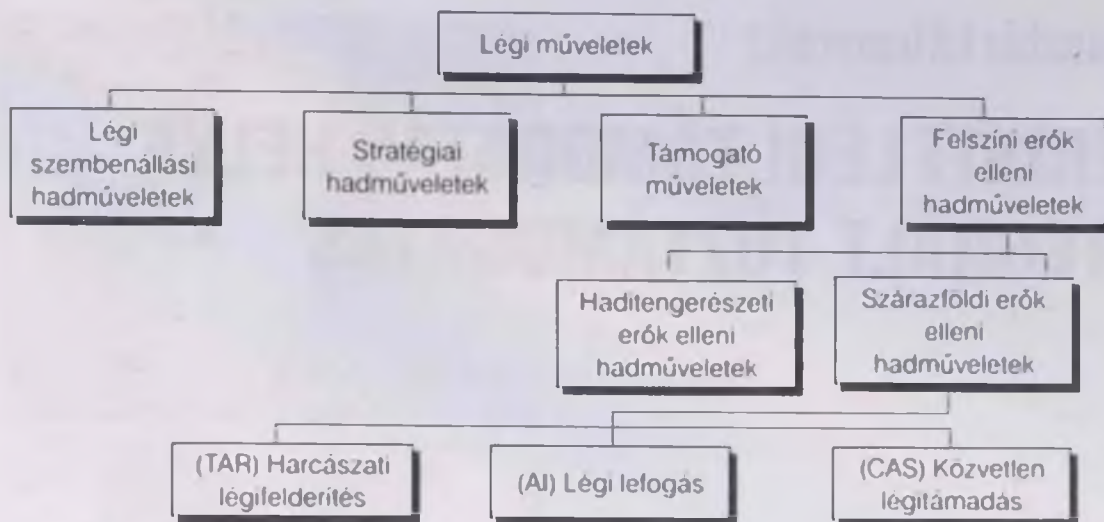 Légi műveletek
Légi
szembenállási
hadműveletek
Stratégiai
hadműveletek
Támogató
műveletek
Felszíni erők
elleni
hadműveletek
Haditengerészeti
erők elleni
hadműveletek
Szárazföldi erők
elleni
hadműveletek
(TAR) Harcászati
légifelderítés
(AI) Légi lefogás
(CAS) Közvetlen
légitámadás